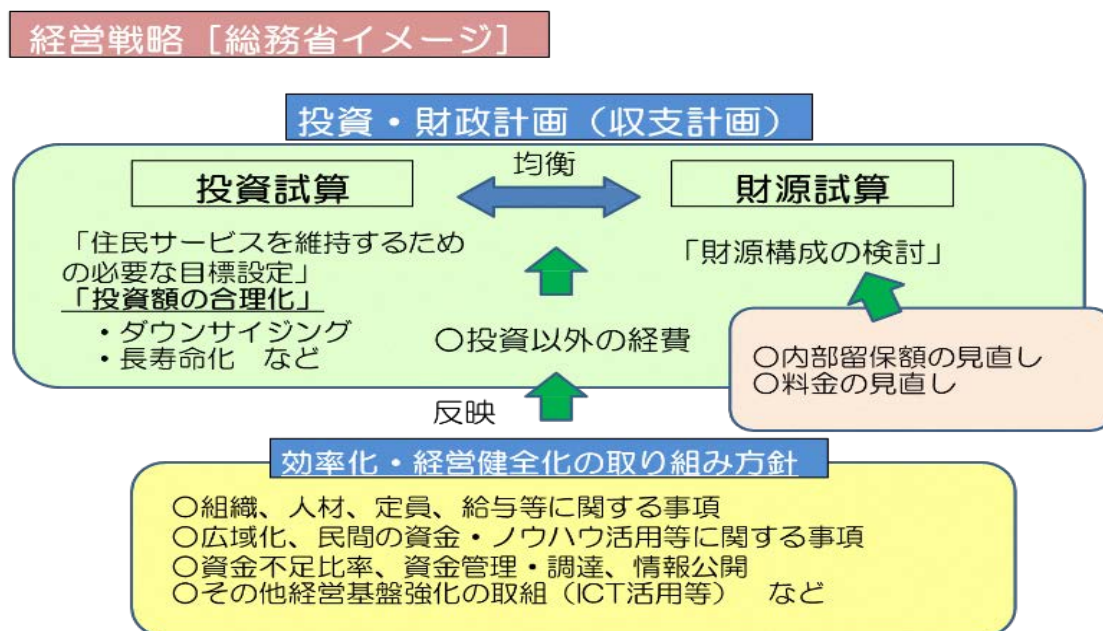 経営戦略[総務省イメージ]
投資・財政計画(収支計画)
均衡
投資試算
財源試算
「住民サービスを維持するため
の必要な目標設定」
「投資額の合理化」
・ダウンサイジング
・長寿命化 など
「財源構成の検討」
○投資以外の経費
○内部留保額の見直し
○料金の見直し
反映
効率化・経営健全化の取り組み方針
○組織、人材、定員、給与等に関する事項
○広域化、民間の資金・ノウハウ活用等に関する事項
○資金不足比率、資金管理・調達、情報公開
○その他経営基盤強化の取組(ICT活用等) など